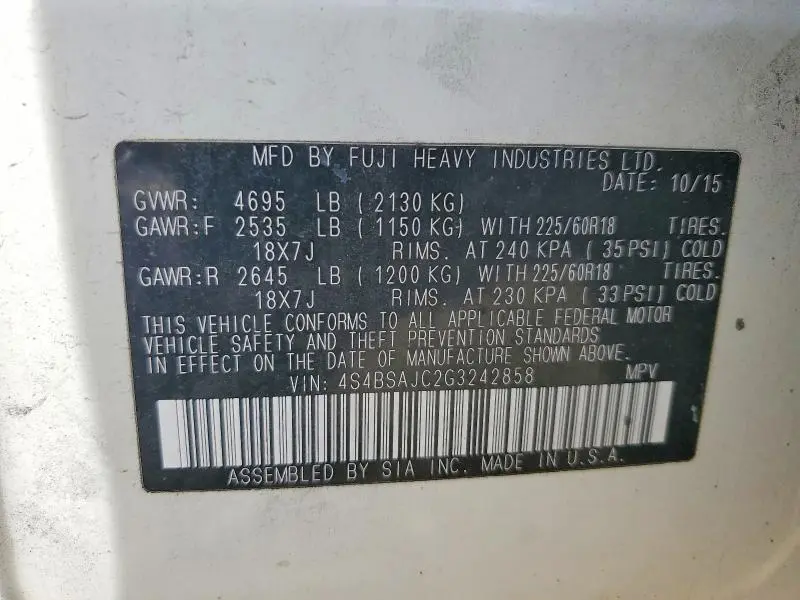 MFD BY FUJI HEAVY INDUSTRIES LTD.
DATE: 10/15
GVWR: 4695 LB ( 2130 KG)
GAWR:F 2535 LB ( 1150 KG) WITH 225/60R18 TIRES.
18X7J RIMS. AT 240 KPA ( 35 PSI) COLD
GAWR:R 2645 LB ( 1200 KG) WITH 225/60R18 TIRES.
18X7J RIMS. AT 230 KPA ( 33 PSI) COLD
THIS VEHICLE CONFORMS TO ALL APPLICABLE FEDERAL MOTOR
VEHICLE SAFETY AND THEFT PREVENTION STANDARDS
IN EFFECT ON THE DATE OF MANUFACTURE SHOWN ABOVE.
VIN: 4S4BSAJC2G3242858 MPV
ASSEMBLED BY SIA INC. MADE IN U.S.A.